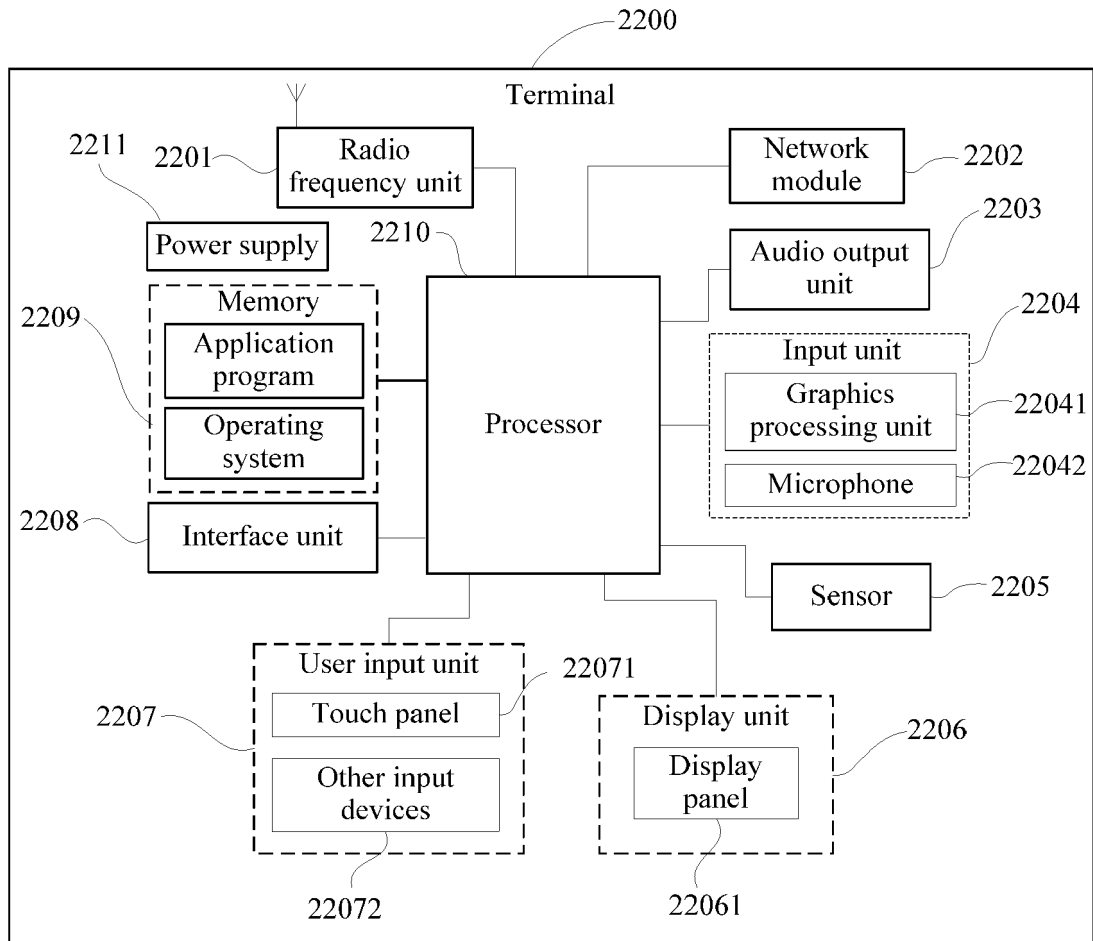 2200
Terminal
2211
2201
Radio
frequency unit
Network
module
2202
2203
Power supply
2210
Audio output
unit
2204
2209
Memory
Application
program
Operating
system
Processor
Input unit
Graphics
processing unit
22041
Microphone
22042
2208
Interface unit
Sensor
2205
User input unit
22071
2207
Touch panel
Other input
devices
22072
Display unit
2206
Display
panel
22061